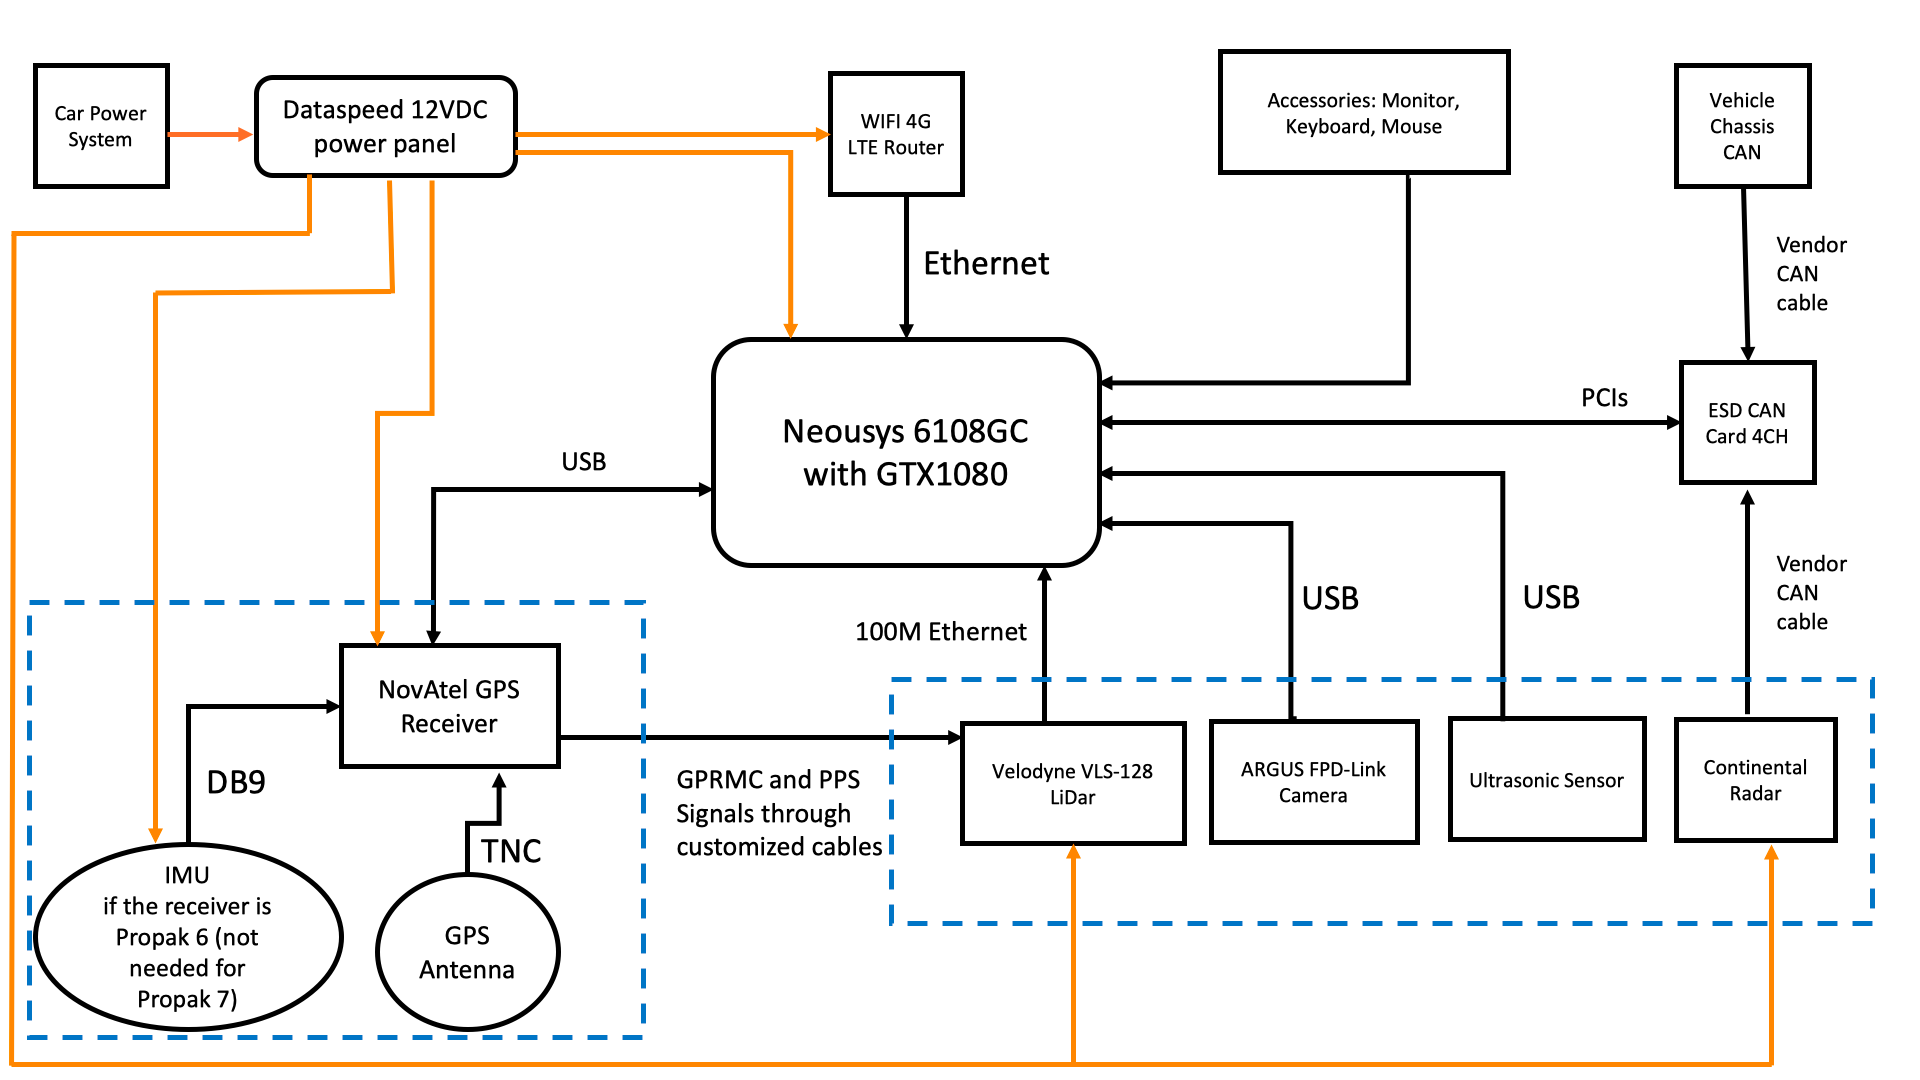 Car Power
System
Dataspeed 12VDC
power panel
WIFI 4G
LTE Router
Accessories: Monitor,
Keyboard, Mouse
Vehicle
Chassis
CAN
Ethernet
Vendor
CAN
cable
PCIs
ESD CAN
Card 4CH
Neousys 6108GC
with GTX1080
USB
100M Ethernet
USB
USB
Vendor
CAN
cable
NovAtel GPS
Receiver
DB9
TNC
GPRMC and PPS
Signals through
customized cables
Velodyne VLS-128
LiDar
ARGUS FPD-Link
Camera
Ultrasonic Sensor
Continental
Radar
IMU
if the receiver is
Propak 6 (not
needed for
Propak 7)
GPS
Antenna